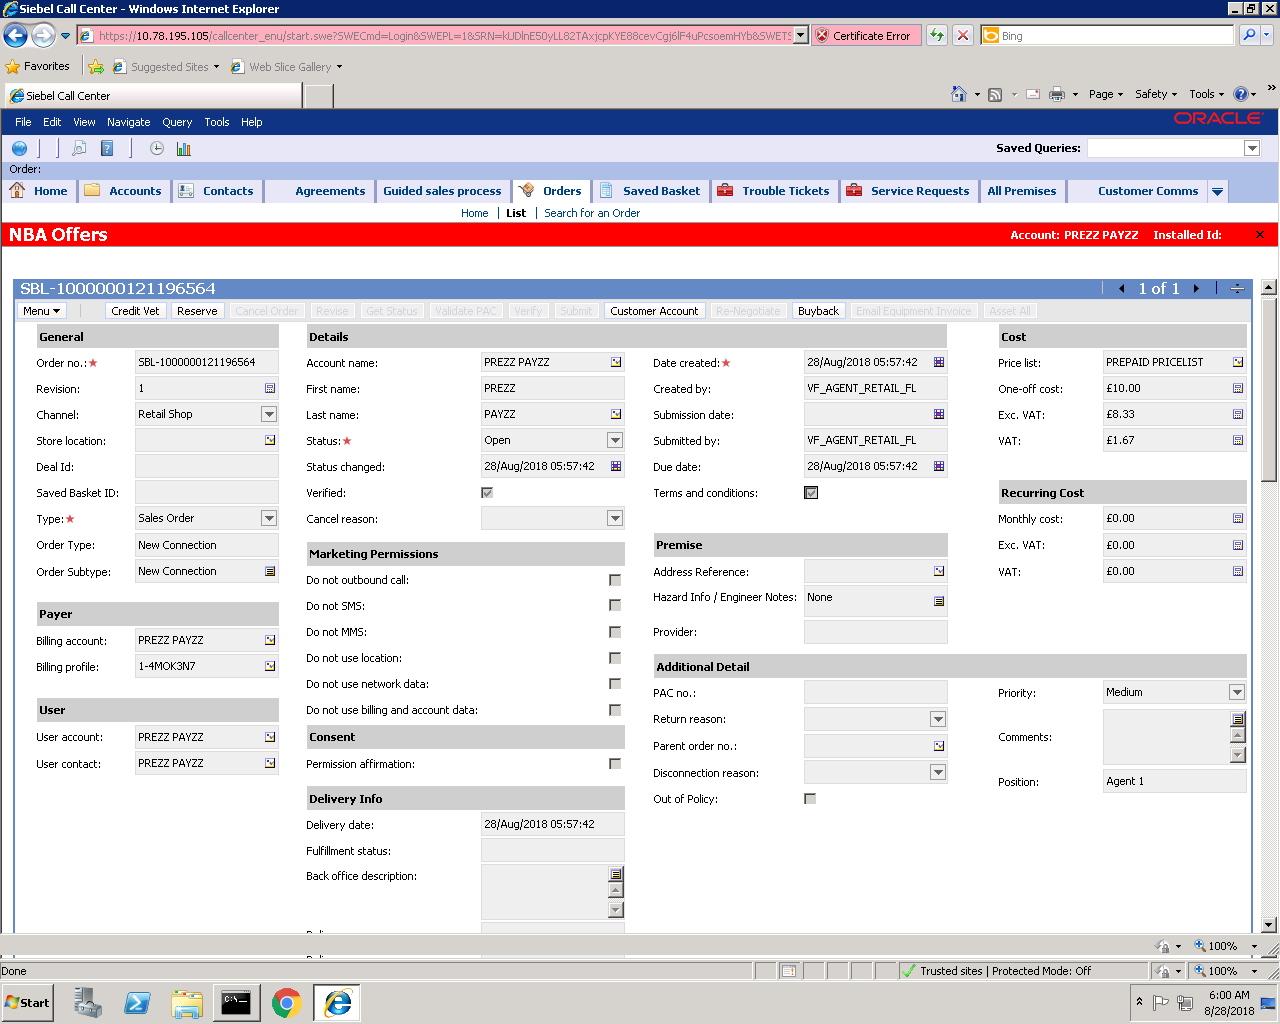 Siebel Call Center - Windows Internet Explorer
https://10.78.195.105/callcenter_enu/start.swe?SWECmd=Login&SWEPL=1&SRN=
Certificate Error
Bing
Favorites
Suggested Sites
Web Slice Gallery
Siebel Call Center
Page
Safety
Tools
File Edit View Navigate Query Tools Help
ORACLE
Saved Queries:
Order:
Home
Accounts
Contacts
Agreements
Guided sales process
Orders
Saved Basket
Trouble Tickets
Service Requests
All Premises
Customer Comms
Home | List | Search for an Order
NBA Offers
Account: PREZZ PAYZZ Installed Id:
SBL-1000000121196564
1 of 1
Menu
Credit Vet
Reserve
Cancel Order
Revise
Get Status
Validate PAC
Verify
Submit
Customer Account
Re-Negotiate
Buyback
Email Equipment Invoice
Asset All
General
Order no.:★ SBL-1000000121196564
Revision: 1
Channel: Retail Shop
Store location:
Deal Id:
Saved Basket ID:
Type:★ Sales Order
Order Type: New Connection
Order Subtype: New Connection
Payer
Billing account: PREZZ PAYZZ
Billing profile: 1-4MOK3N7
User
User account: PREZZ PAYZZ
User contact: PREZZ PAYZZ
Details
Account name: PREZZ PAYZZ
First name: PREZZ
Last name: PAYZZ
Status:★ Open
Status changed: 28/Aug/2018 05:57:42
Verified:
Cancel reason:
Marketing Permissions
Do not outbound call:
Do not SMS:
Do not MMS:
Do not use location:
Do not use network data:
Do not use billing and account data:
Consent
Permission affirmation:
Delivery Info
Delivery date: 28/Aug/2018 05:57:42
Fulfillment status:
Back office description:
Date created:★ 28/Aug/2018 05:57:42
Created by: VF_AGENT_RETAIL_FL
Submission date:
Submitted by: VF_AGENT_RETAIL_FL
Due date: 28/Aug/2018 05:57:42
Terms and conditions:
Premise
Address Reference:
Hazard Info / Engineer Notes: None
Provider:
Additional Detail
PAC no.:
Return reason:
Parent order no.:
Disconnection reason:
Out of Policy:
Priority: Medium
Comments:
Position: Agent 1
Cost
Price list: PREPAID PRICELIST
One-off cost: £10.00
Exc. VAT: £8.33
VAT: £1.67
Recurring Cost
Monthly cost: £0.00
Exc. VAT: £0.00
VAT: £0.00
100%
Done
Trusted sites | Protected Mode: Off
100%
Start
6:00 AM
8/28/2018